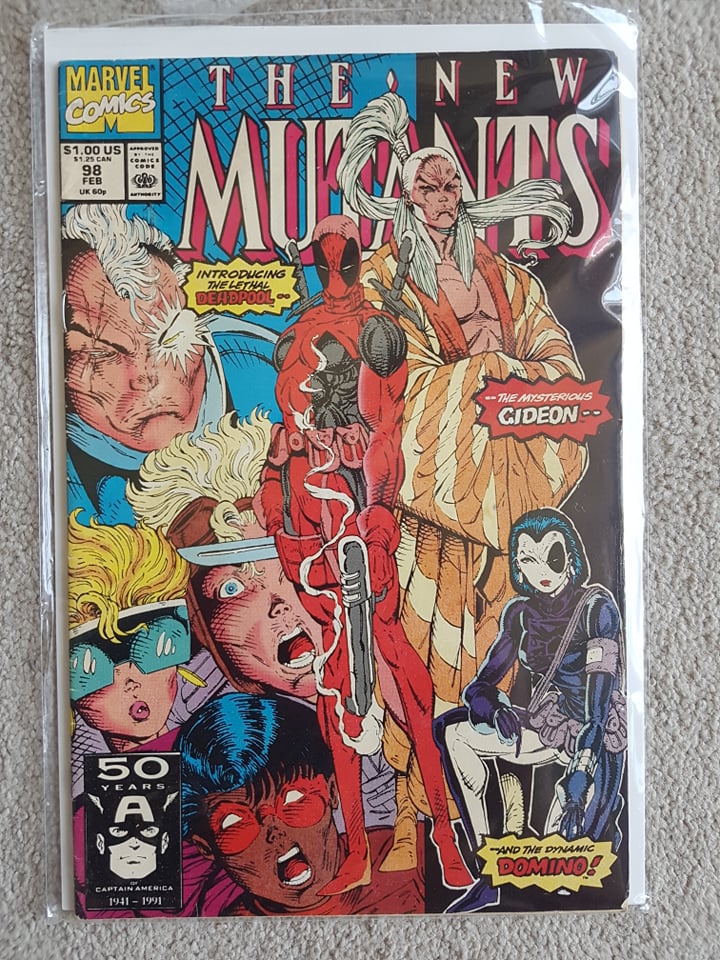 MARVEL
COMICS
M
$1.00 US
$1.25 CAN
98
FEB
UK 60p
APPROVED
BY THE
COMICS
CODE
AUTHORITY
THE NEW
MUTANTS
INTRODUCING
THE LETHAL
DEADPOOL --
-- THE MYSTERIOUS
GIDEON --
--AND THE DYNAMIC
DOMINO!
50
YEARS
A
OF
CAPTAIN AMERICA
1941 - 1991